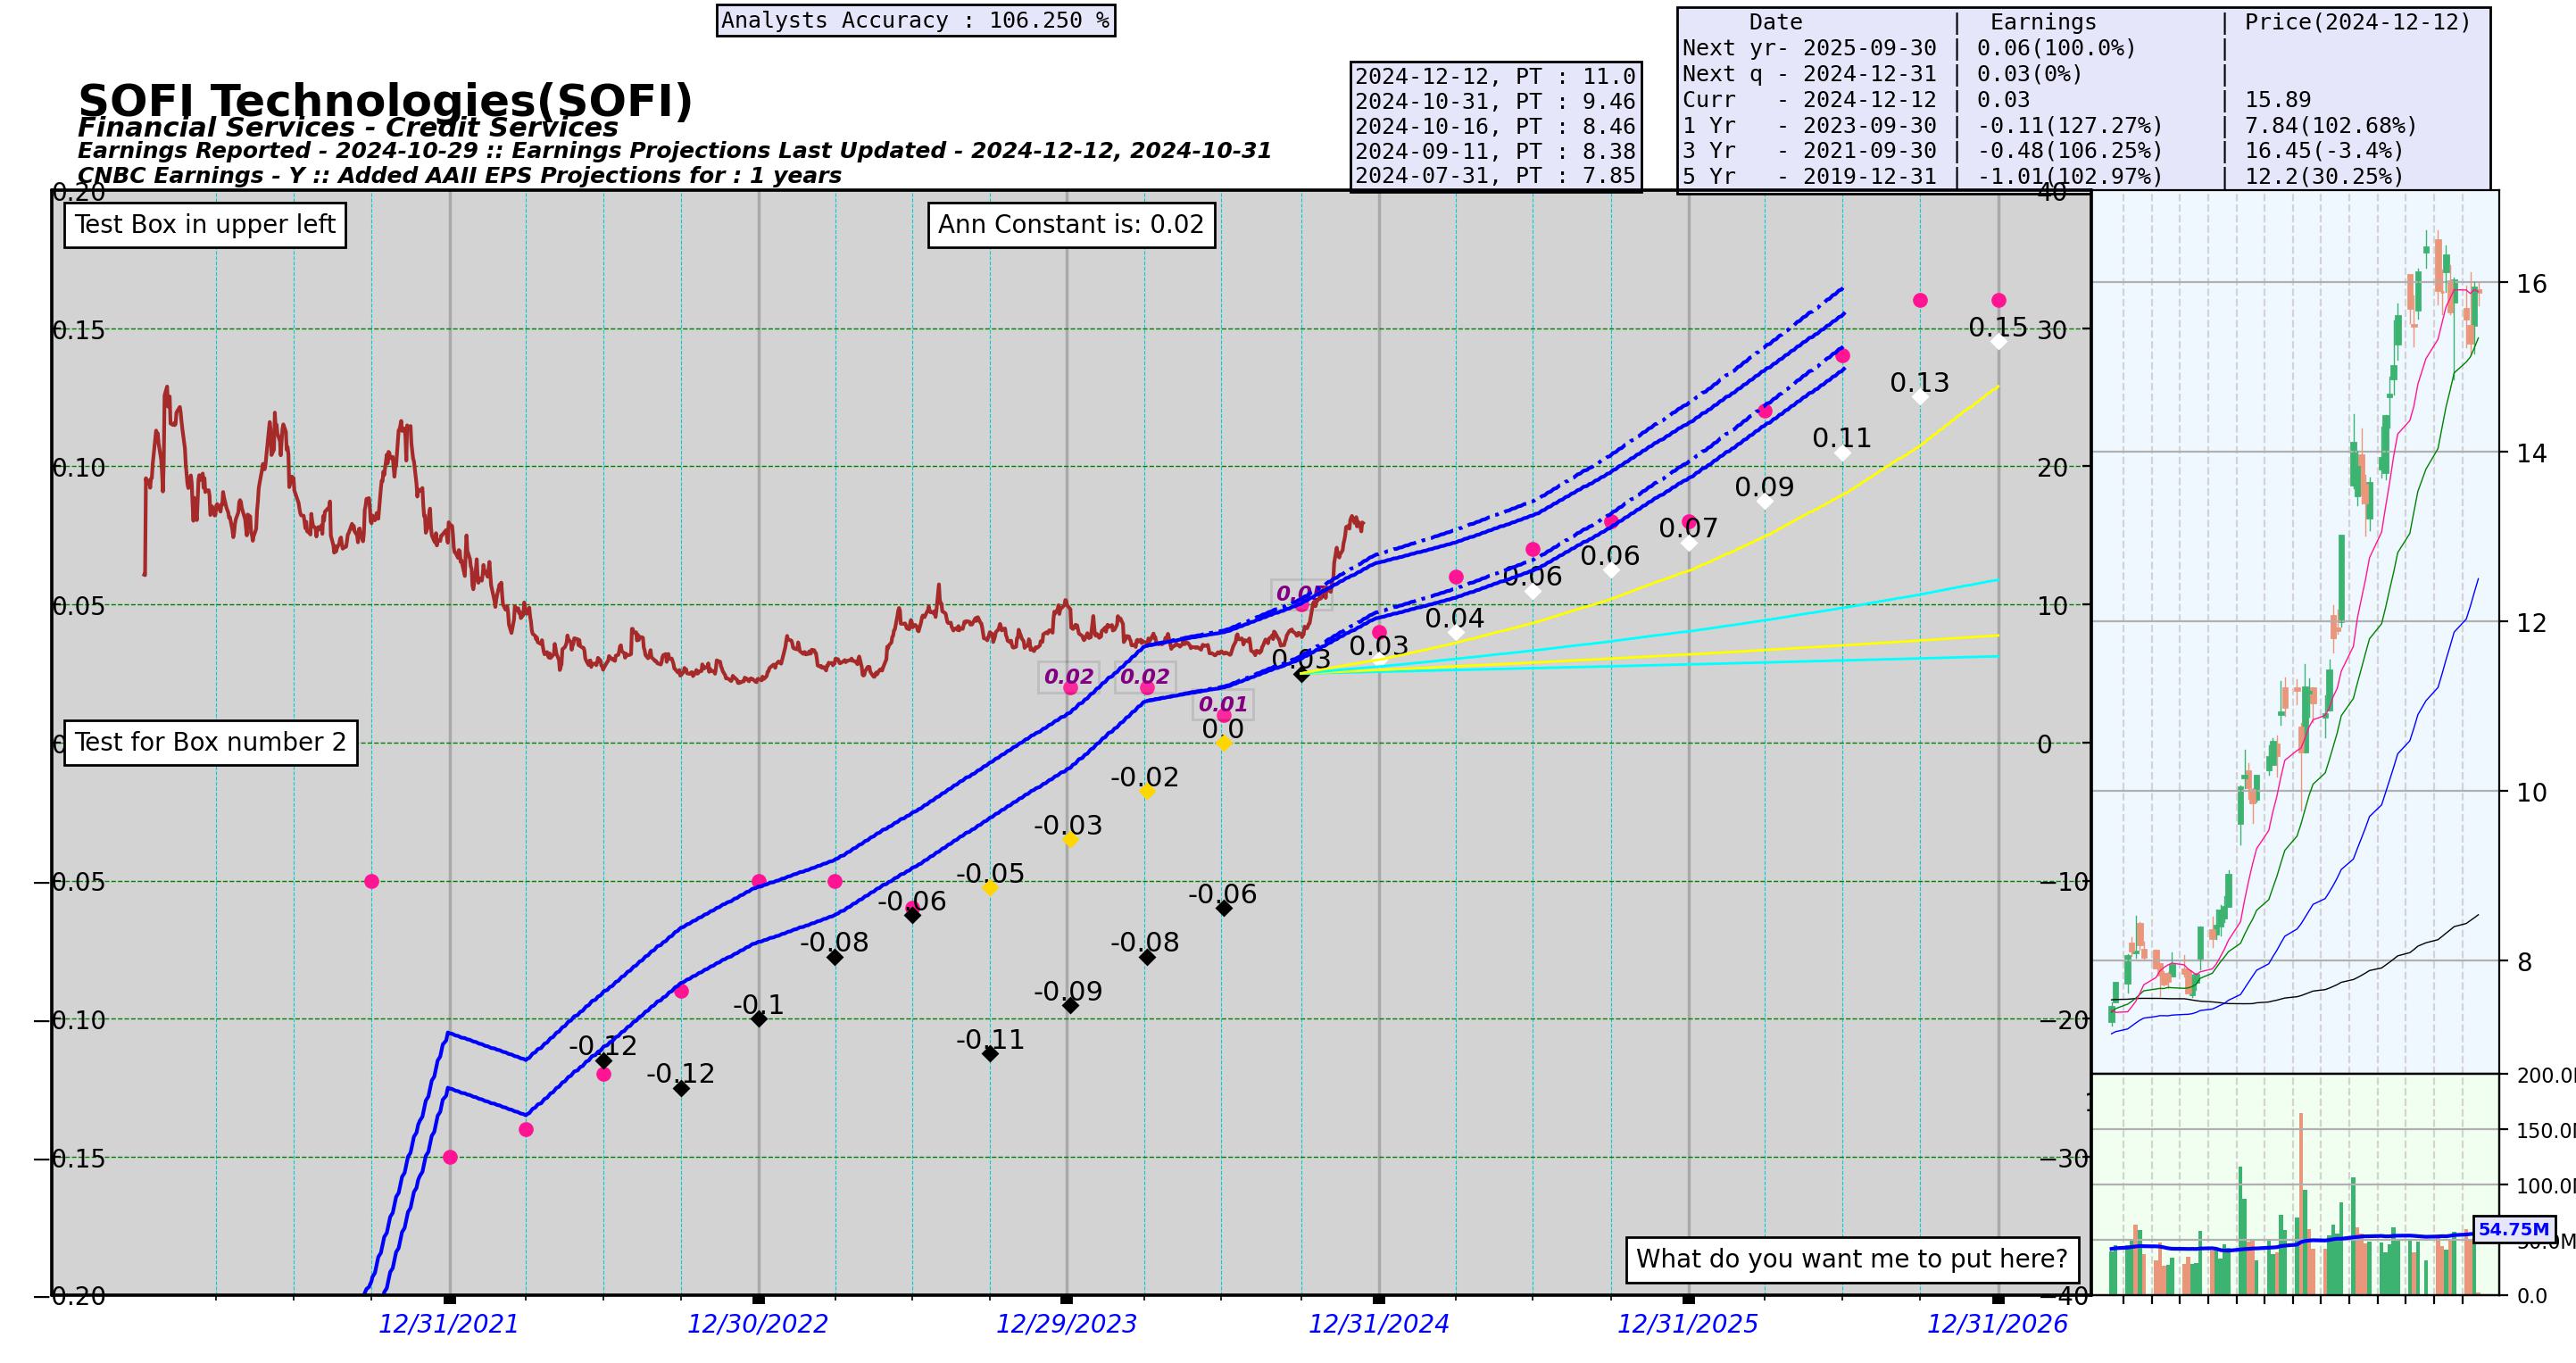 Analysts Accuracy : 106.250 %
Date | Earnings | Price(2024-12-12)
Next yr- 2025-09-30 | 0.06(100.0%) |
Next q - 2024-12-31 | 0.03(0%) |
Curr - 2024-12-12 | 0.03 | 15.89
1 Yr - 2023-09-30 | -0.11(127.27%) | 7.84(102.68%)
3 Yr - 2021-09-30 | -0.48(106.25%) | 16.45(-3.4%)
5 Yr - 2019-12-31 | -1.01(102.97%) | 12.2(30.25%)
2024-12-12, PT : 11.0
2024-10-31, PT : 9.46
2024-10-16, PT : 8.46
2024-09-11, PT : 8.38
2024-07-31, PT : 7.85
SOFI Technologies(SOFI)
Financial Services - Credit Services
Earnings Reported - 2024-10-29 :: Earnings Projections Last Updated - 2024-12-12, 2024-10-31
CNBC Earnings - Y :: Added AAII EPS Projections for : 1 years
Test Box in upper left
Ann Constant is: 0.02
Test for Box number 2
What do you want me to put here?
0.20
0.15
0.10
0.05
0
−0.05
−0.10
−0.15
−0.20
40
30
20
10
0
−10
−20
−30
−40
-0.12
-0.12
-0.1
-0.08
-0.06
-0.05
-0.11
-0.03
-0.09
-0.02
-0.08
0.0
-0.06
0.02
0.02
0.01
0.03
0.03
0.04
0.06
0.06
0.07
0.09
0.11
0.13
0.15
16
14
12
10
8
54.75M
0.0
12/31/2021
12/30/2022
12/29/2023
12/31/2024
12/31/2025
12/31/2026